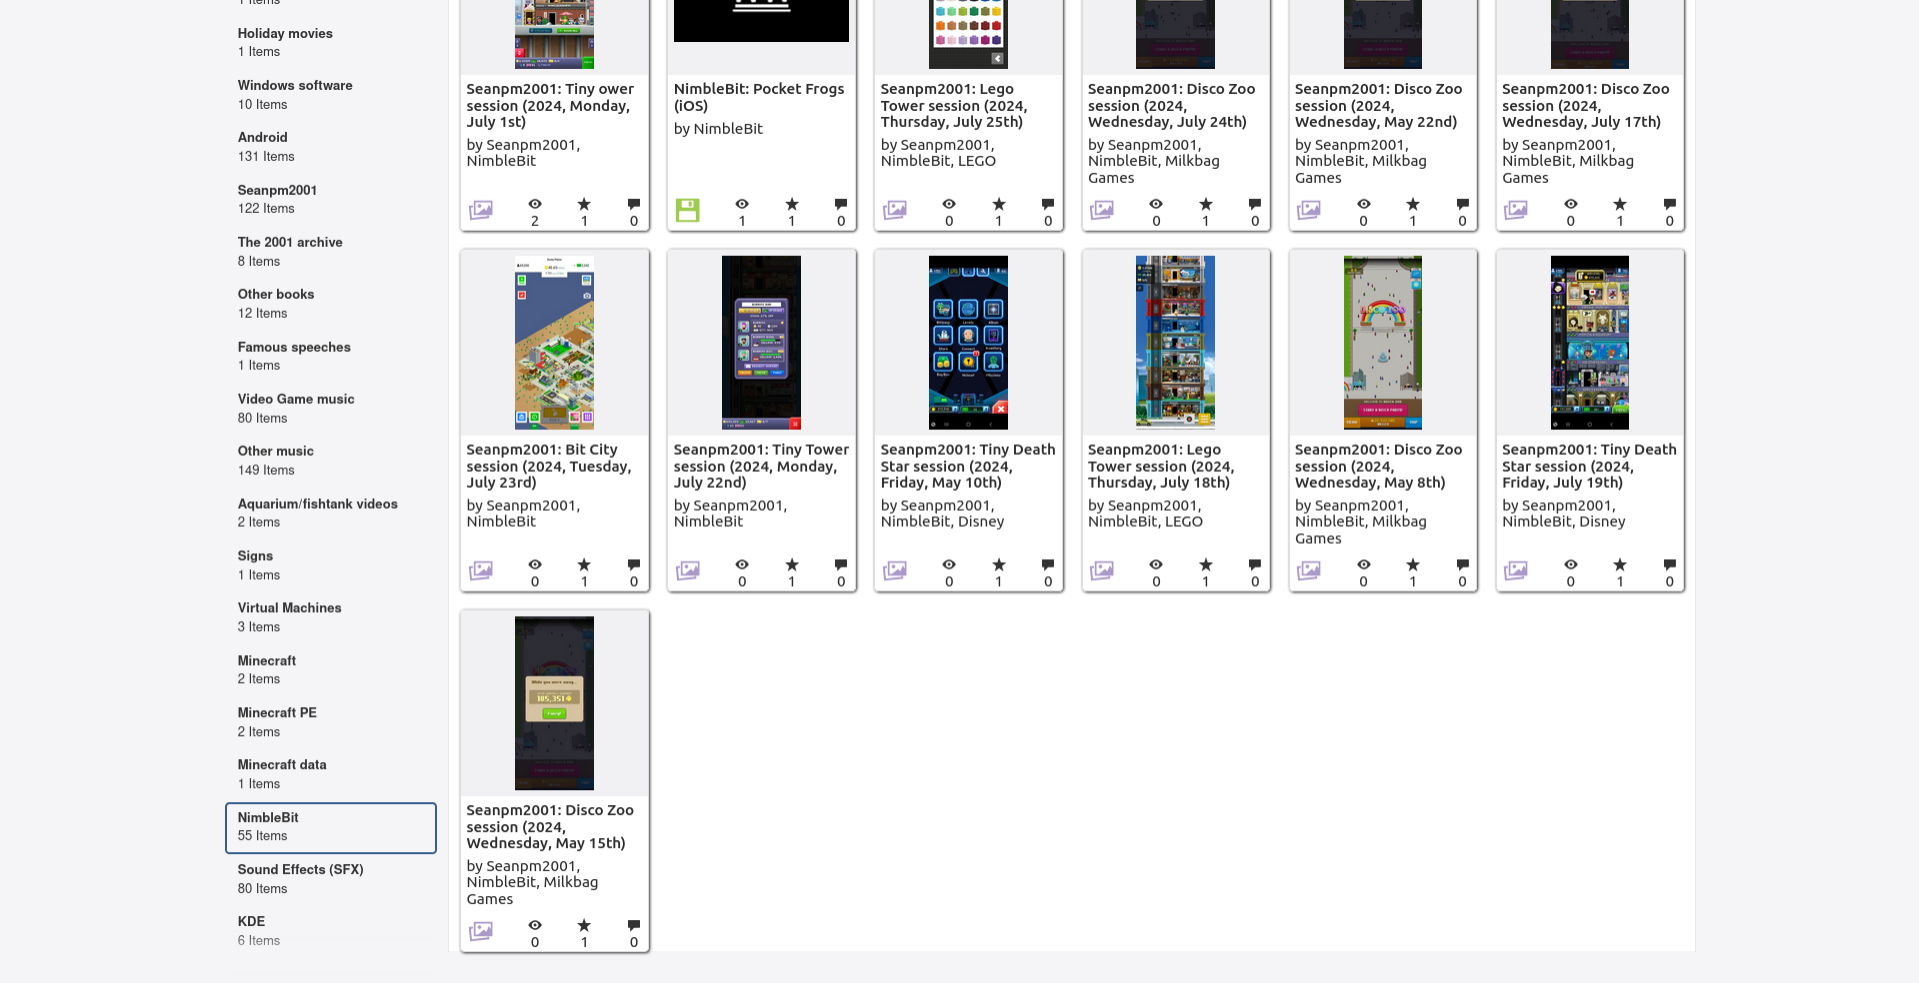 1 Items
Holiday movies
1 Items
Windows software
10 Items
Android
131 Items
Seanpm2001
122 Items
The 2001 archive
8 Items
Other books
12 Items
Famous speeches
1 Items
Video Game music
80 Items
Other music
149 Items
Aquarium/fishtank videos
2 Items
Signs
1 Items
Virtual Machines
3 Items
Minecraft
2 Items
Minecraft PE
2 Items
Minecraft data
1 Items
NimbleBit
55 Items
Sound Effects (SFX)
80 Items
KDE
6 Items
Seanpm2001: Tiny ower
session (2024, Monday,
July 1st)
by Seanpm2001,
NimbleBit
2 1 0
NimbleBit: Pocket Frogs
(iOS)
by NimbleBit
1 1 0
Seanpm2001: Lego
Tower session (2024,
Thursday, July 25th)
by Seanpm2001,
NimbleBit, LEGO
0 1 0
Seanpm2001: Disco Zoo
session (2024,
Wednesday, July 24th)
by Seanpm2001,
NimbleBit, Milkbag
Games
0 1 0
Seanpm2001: Disco Zoo
session (2024,
Wednesday, May 22nd)
by Seanpm2001,
NimbleBit, Milkbag
Games
0 1 0
Seanpm2001: Disco Zoo
session (2024,
Wednesday, July 17th)
by Seanpm2001,
NimbleBit, Milkbag
Games
0 1 0
Seanpm2001: Bit City
session (2024, Tuesday,
July 23rd)
by Seanpm2001,
NimbleBit
0 1 0
Seanpm2001: Tiny Tower
session (2024, Monday,
July 22nd)
by Seanpm2001,
NimbleBit
0 1 0
Seanpm2001: Tiny Death
Star session (2024,
Friday, May 10th)
by Seanpm2001,
NimbleBit, Disney
0 1 0
Seanpm2001: Lego
Tower session (2024,
Thursday, July 18th)
by Seanpm2001,
NimbleBit, LEGO
0 1 0
Seanpm2001: Disco Zoo
session (2024,
Wednesday, May 8th)
by Seanpm2001,
NimbleBit, Milkbag
Games
0 1 0
Seanpm2001: Tiny Death
Star session (2024,
Friday, July 19th)
by Seanpm2001,
NimbleBit, Disney
0 1 0
While you were away...
185,351
Seanpm2001: Disco Zoo
session (2024,
Wednesday, May 15th)
by Seanpm2001,
NimbleBit, Milkbag
Games
0 1 0